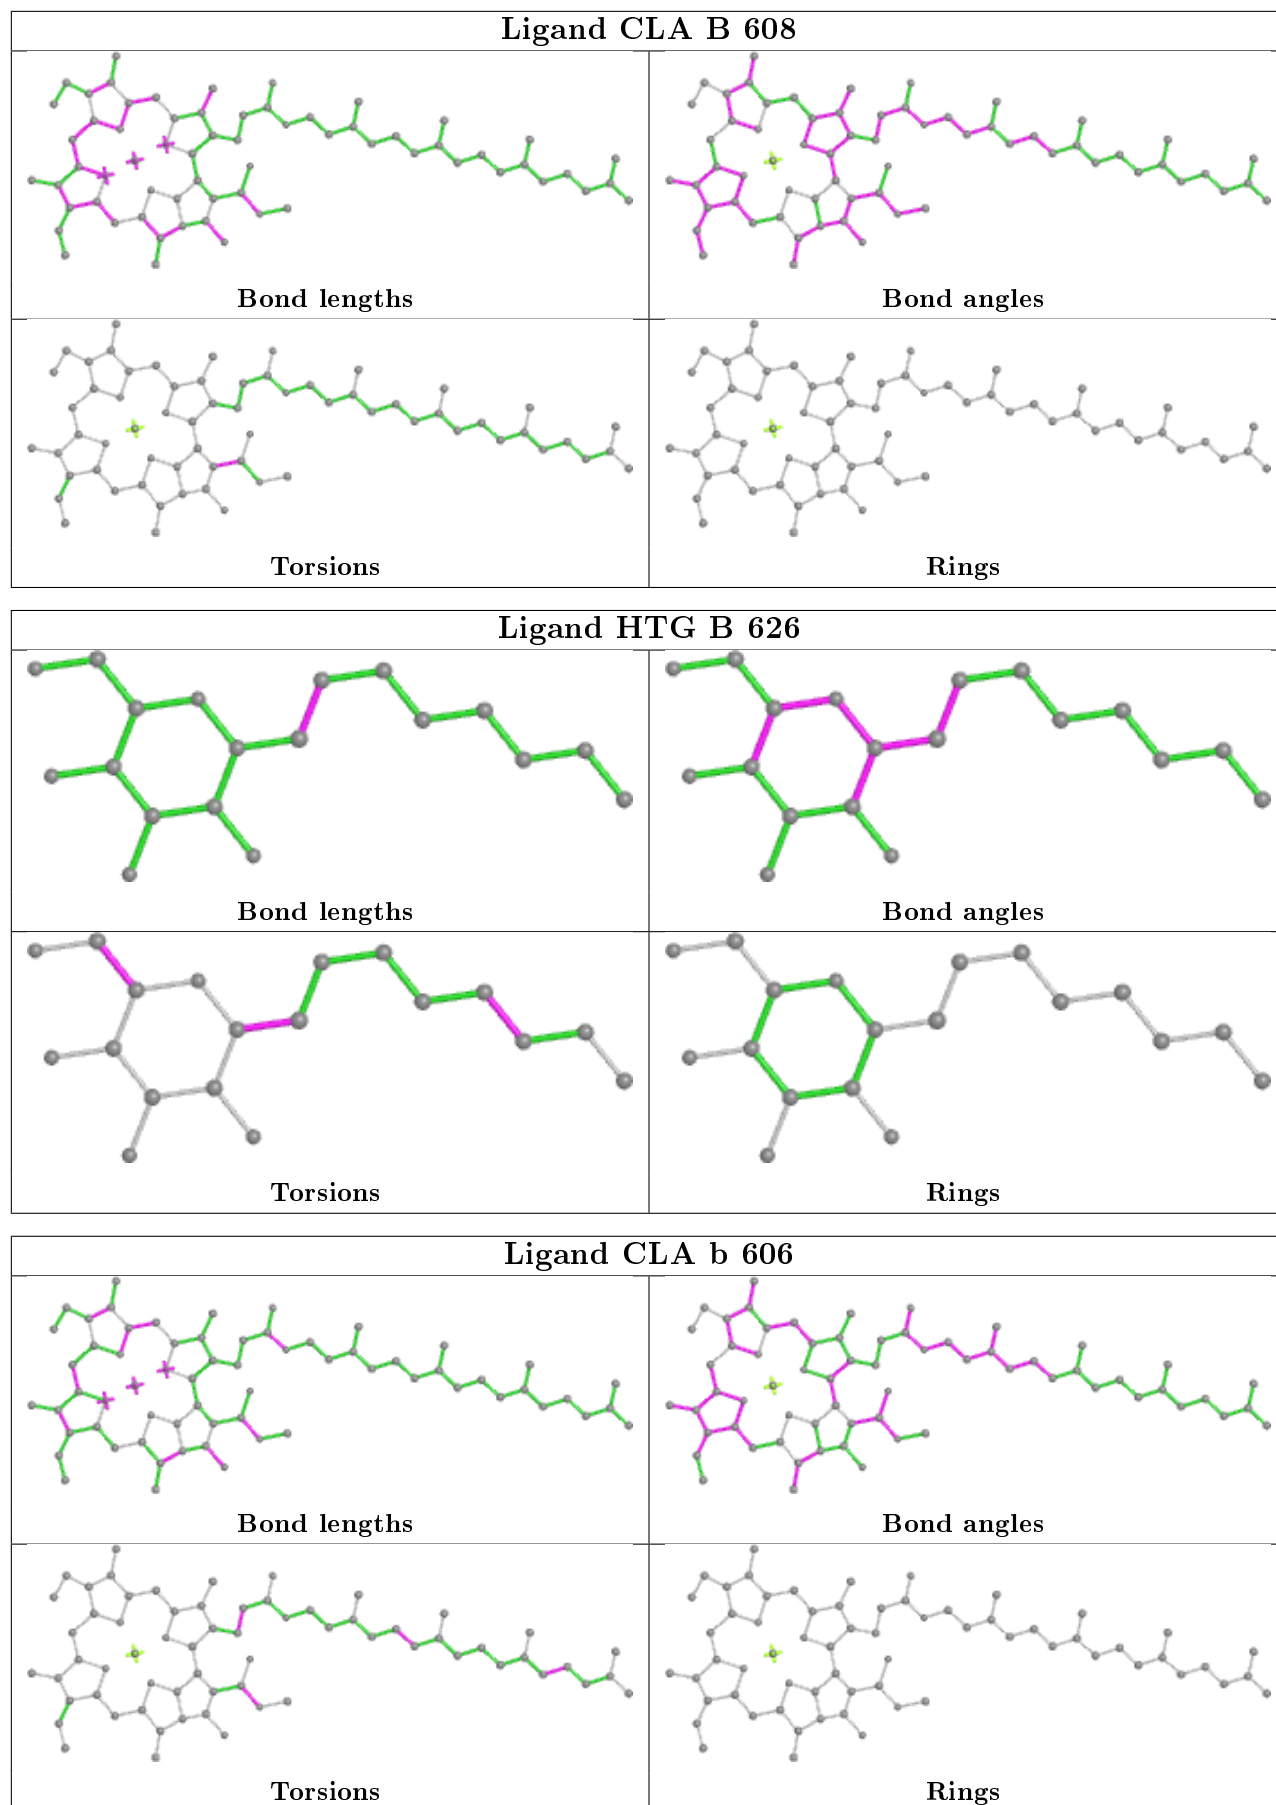 Ligand CLA B 608
Bond lengths
Bond angles
Torsions
Rings
Ligand HTG B 626
Bond lengths
Bond angles
Torsions
Rings
Ligand CLA b 606
Bond lengths
Bond angles
Torsions
Rings